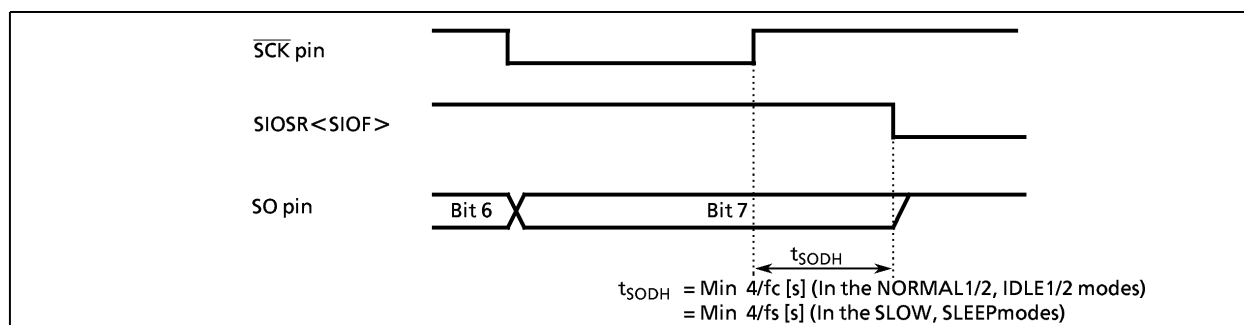 SCK pin
SIOSR<SIOF>
SO pin
Bit 6
Bit 7
tSODH
tSODH = Min 4/fc [s] (In the NORMAL1/2, IDLE1/2 modes)
= Min 4/fs [s] (In the SLOW, SLEEPmodes)